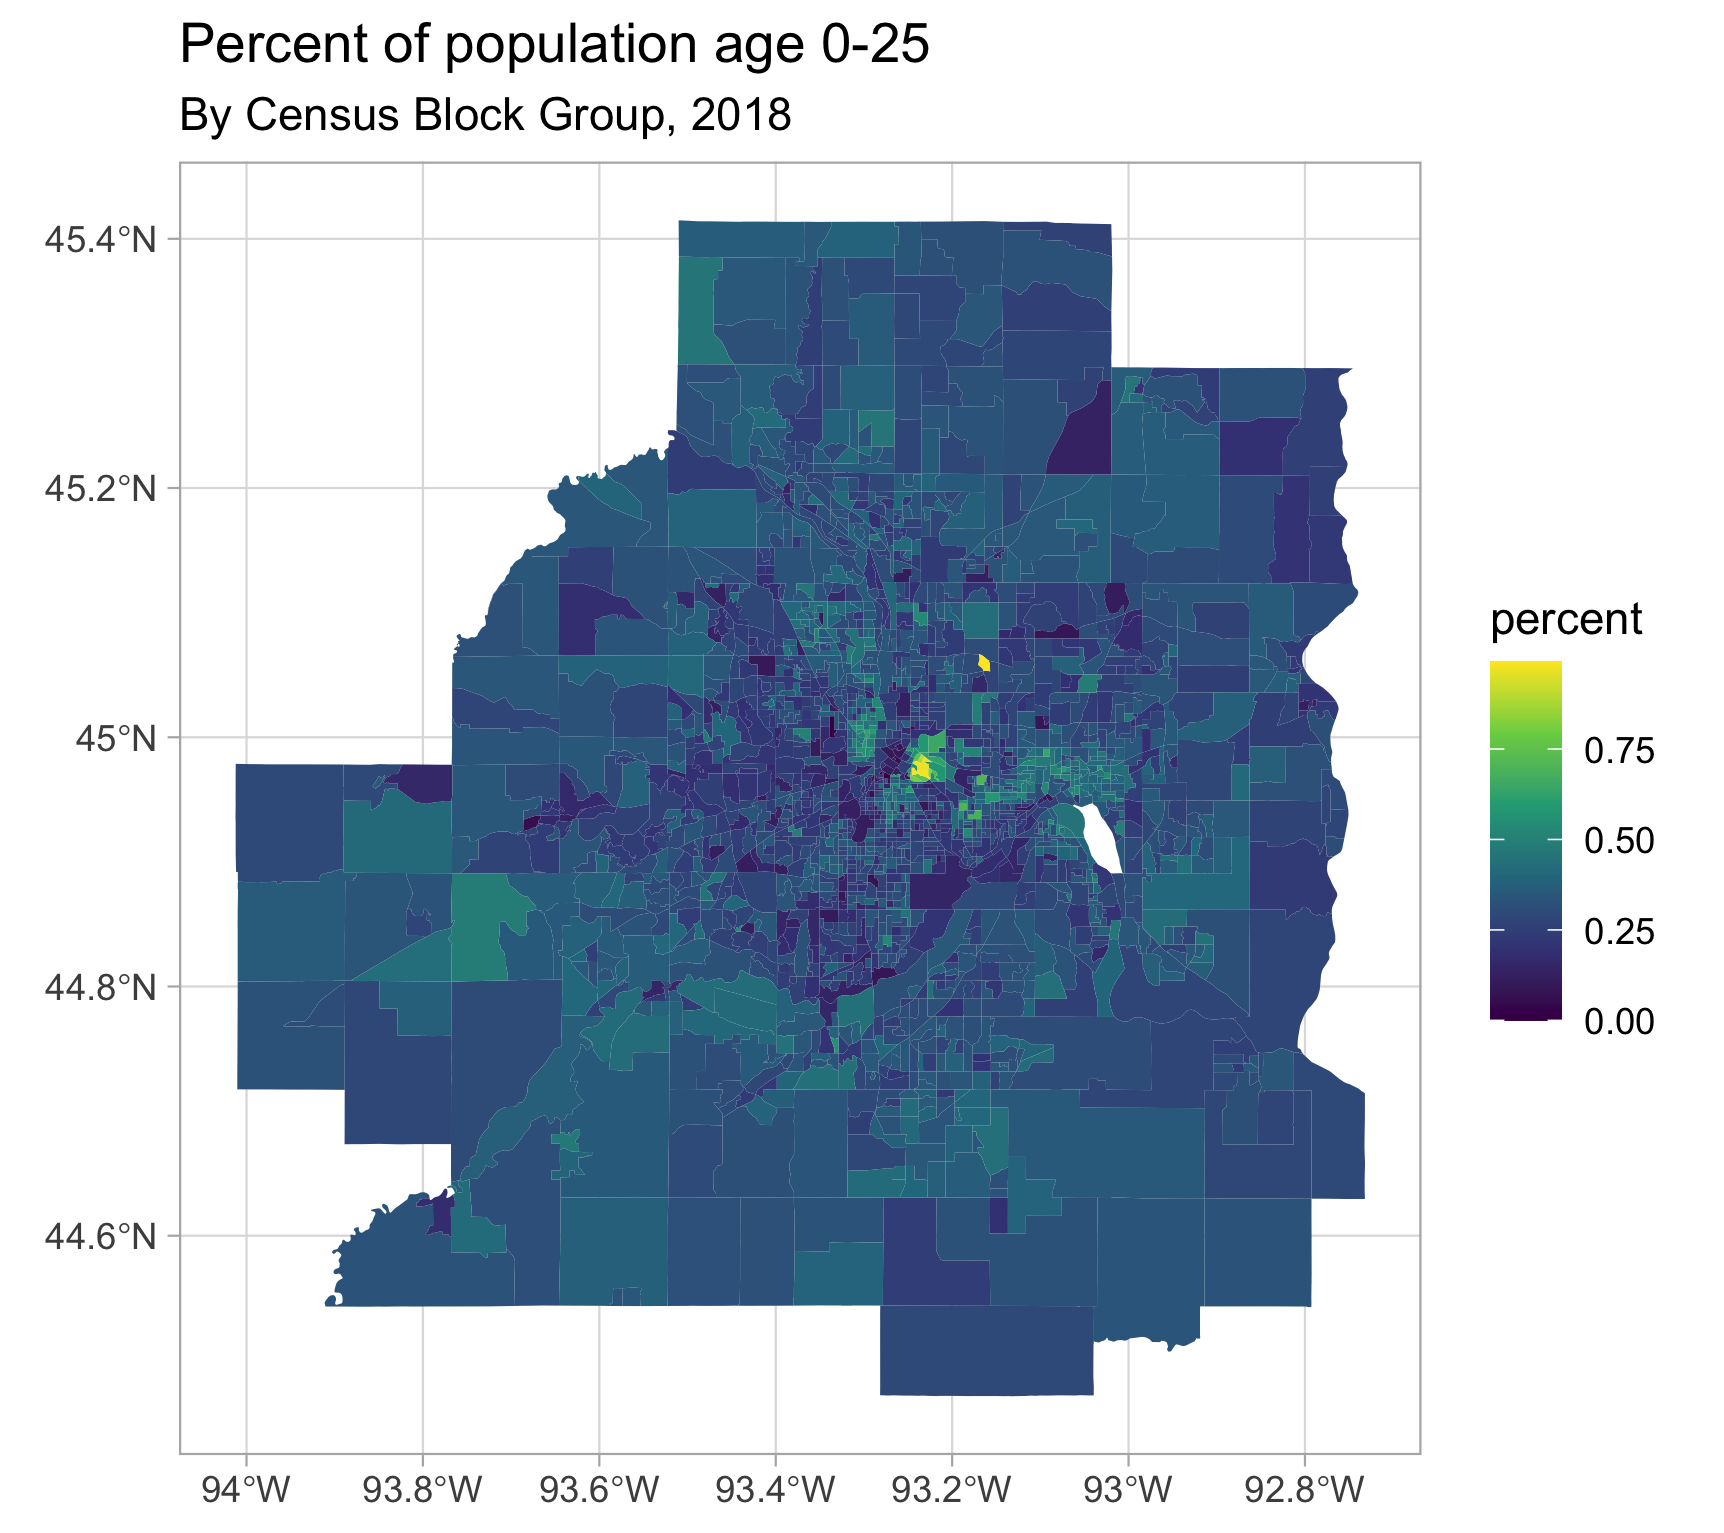 Percent of population age 0-25
By Census Block Group, 2018
45.4°N
45.2°N
45°N
44.8°N
44.6°N
94°W
93.8°W
93.6°W
93.4°W
93.2°W
93°W
92.8°W
percent
0.75
0.50
0.25
0.00